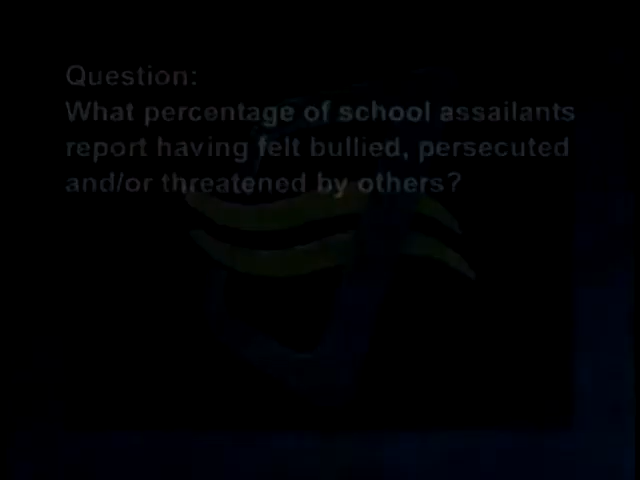 Question:
What percentage of school assailants
report having felt bullied, persecuted
and/or threatened by others?